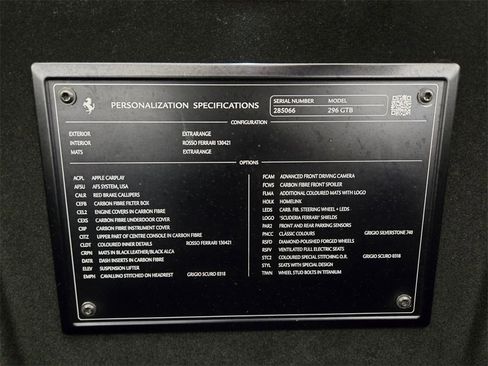 PERSONALIZATION SPECIFICATIONS
SERIAL NUMBER MODEL
285066 296 GTB
CONFIGURATION
EXTERIOR EXTRARANGE
INTERIOR ROSSO FERRARI 130421
MATS EXTRARANGE
OPTIONS
ACPL APPLE CARPLAY
AFSU AFS SYSTEM, USA
CALR RED BRAKE CALLIPERS
CEFB CARBON FIBRE FILTER BOX
CEL2 ENGINE COVERS IN CARBON FIBRE
CEXS CARBON FIBRE UNDERDOOR COVER
CIIP CARBON FIBRE INSTRUMENT COVER
CITZ UPPER PART OF CENTRE CONSOLE IN CARBON FIBRE
CLDT COLOURED INNER DETAILS ROSSO FERRARI 130421
CRPH MATS IN BLACK LEATHER/BLACK ALCA
DATR DASH INSERTS IN CARBON FIBRE
ELEV SUSPENSION LIFTER
EMPH CAVALLINO STITCHED ON HEADREST GRIGIO SCURO 0318
FCAM ADVANCED FRONT DRIVING CAMERA
FCWS CARBON FIBRE FRONT SPOILER
FLMA ADDITIONAL COLOURED MATS WITH LOGO
HOLK HOMELINK
LEDS CARB. FIB. STEERING WHEEL + LEDS
LOGO "SCUDERIA FERRARI" SHIELDS
PAR2 FRONT AND REAR PARKING SENSORS
PNCC CLASSIC COLOURS GRIGIO SILVERSTONE 740
RSFD DIAMOND-POLISHED FORGED WHEELS
RSFV VENTILATED FULL ELECTRIC SEATS
STC2 COLOURED SPECIAL STITCHING O.R. GRIGIO SCURO 0318
STYL SEATS WITH SPECIAL DESIGN
TIWN WHEEL STUD BOLTS IN TITANIUM